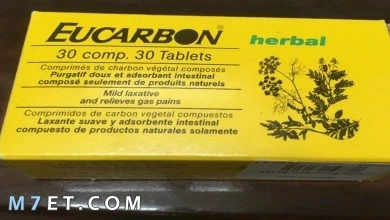 EUCARBON®
herbal
30 comp. 30 Tablets
Comprimés de charbon végétal composés
Purgatif doux et adsorbant intestinal
composé seulement de produits naturels
Mild laxative
and relieves gas pains
Comprimidos de carbon vegetal compuestos
Laxante suave y adsorbente intestinal
compuesto de productos naturales solamente
M7ET.COM